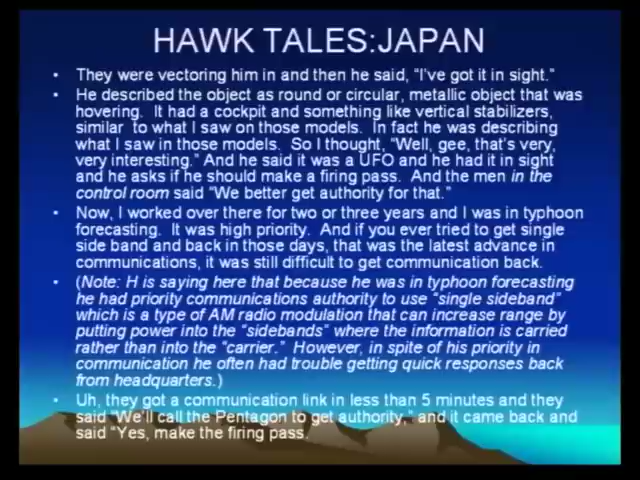 HAWK TALES:JAPAN
• They were vectoring him in and then he said, "I've got it in sight."
• He described the object as round or circular, metallic object that was
hovering. It had a cockpit and something like vertical stabilizers,
similar to what I saw on those models. In fact he was describing
what I saw in those models. So I thought, "Well, gee, that's very,
very interesting." And he said it was a UFO and he had it in sight
and he asks if he should make a firing pass. And the men in the
control room said "We better get authority for that."
• Now, I worked over there for two or three years and I was in typhoon
forecasting. It was high priority. And if you ever tried to get single
side band and back in those days, that was the latest advance in
communications, it was still difficult to get communication back.
• (Note: H is saying here that because he was in typhoon forecasting
he had priority communications authority to use "single sideband"
which is a type of AM radio modulation that can increase range by
putting power into the "sidebands" where the information is carried
rather than into the "carrier." However, in spite of his priority in
communication he often had trouble getting quick responses back
from headquarters.)
• Uh, they got a communication link in less than 5 minutes and they
said "We'll call the Pentagon to get authority," and it came back and
said "Yes, make the firing pass.